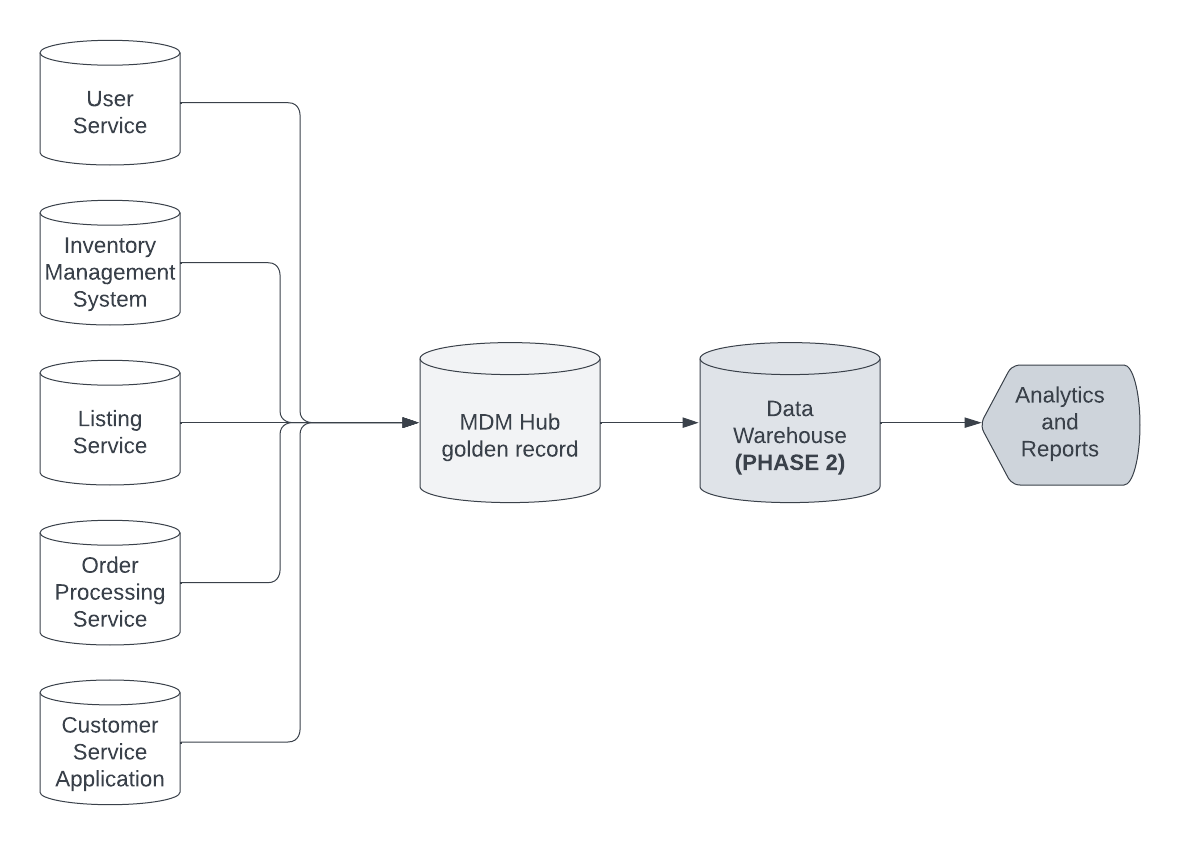 User
Service
Inventory
Management
System
Listing
Service
Order
Processing
Service
Customer
Service
Application
MDM Hub
golden record
Data
Warehouse
(PHASE 2)
Analytics
and
Reports